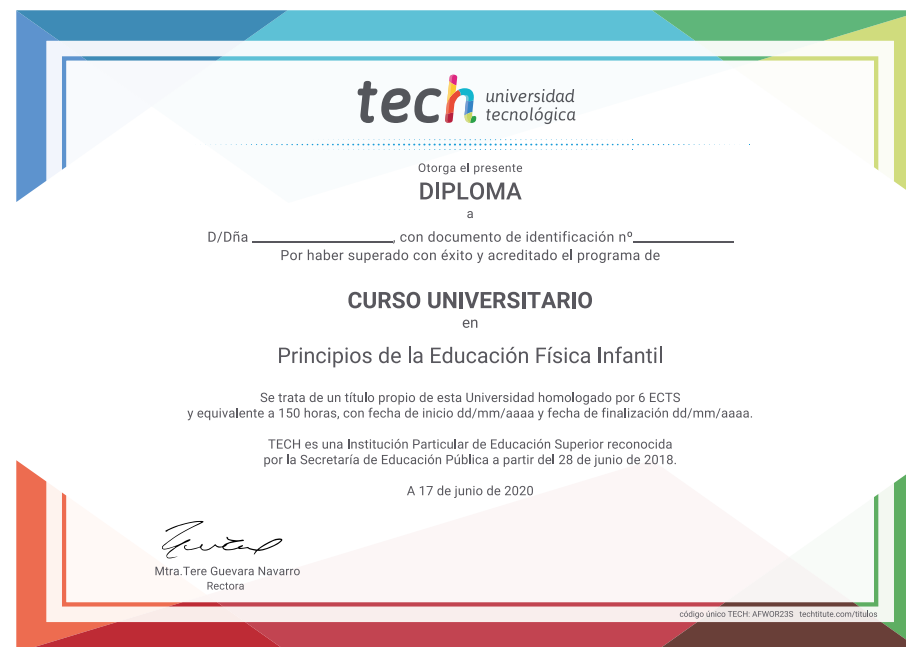 tech universidad
tecnológica
Otorga el presente
DIPLOMA
a
D/Dña ____________________, con documento de identificación nº______________
Por haber superado con éxito y acreditado el programa de
CURSO UNIVERSITARIO
en
Principios de la Educación Física Infantil
Se trata de un título propio de esta Universidad homologado por 6 ECTS
y equivalente a 150 horas, con fecha de inicio dd/mm/aaaa y fecha de finalización dd/mm/aaaa.
TECH es una Institución Particular de Educación Superior reconocida
por la Secretaría de Educación Pública a partir del 28 de junio de 2018.
A 17 de junio de 2020
Mtra.Tere Guevara Navarro
Rectora
código único TECH: AFWOR23S techtitute.com/titulos